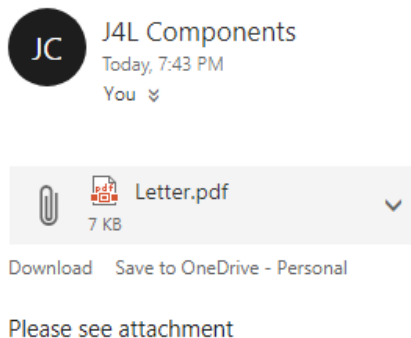 JC
J4L Components
Today, 7:43 PM
You
pdf
Letter.pdf
7 KB
Download Save to OneDrive - Personal
Please see attachment